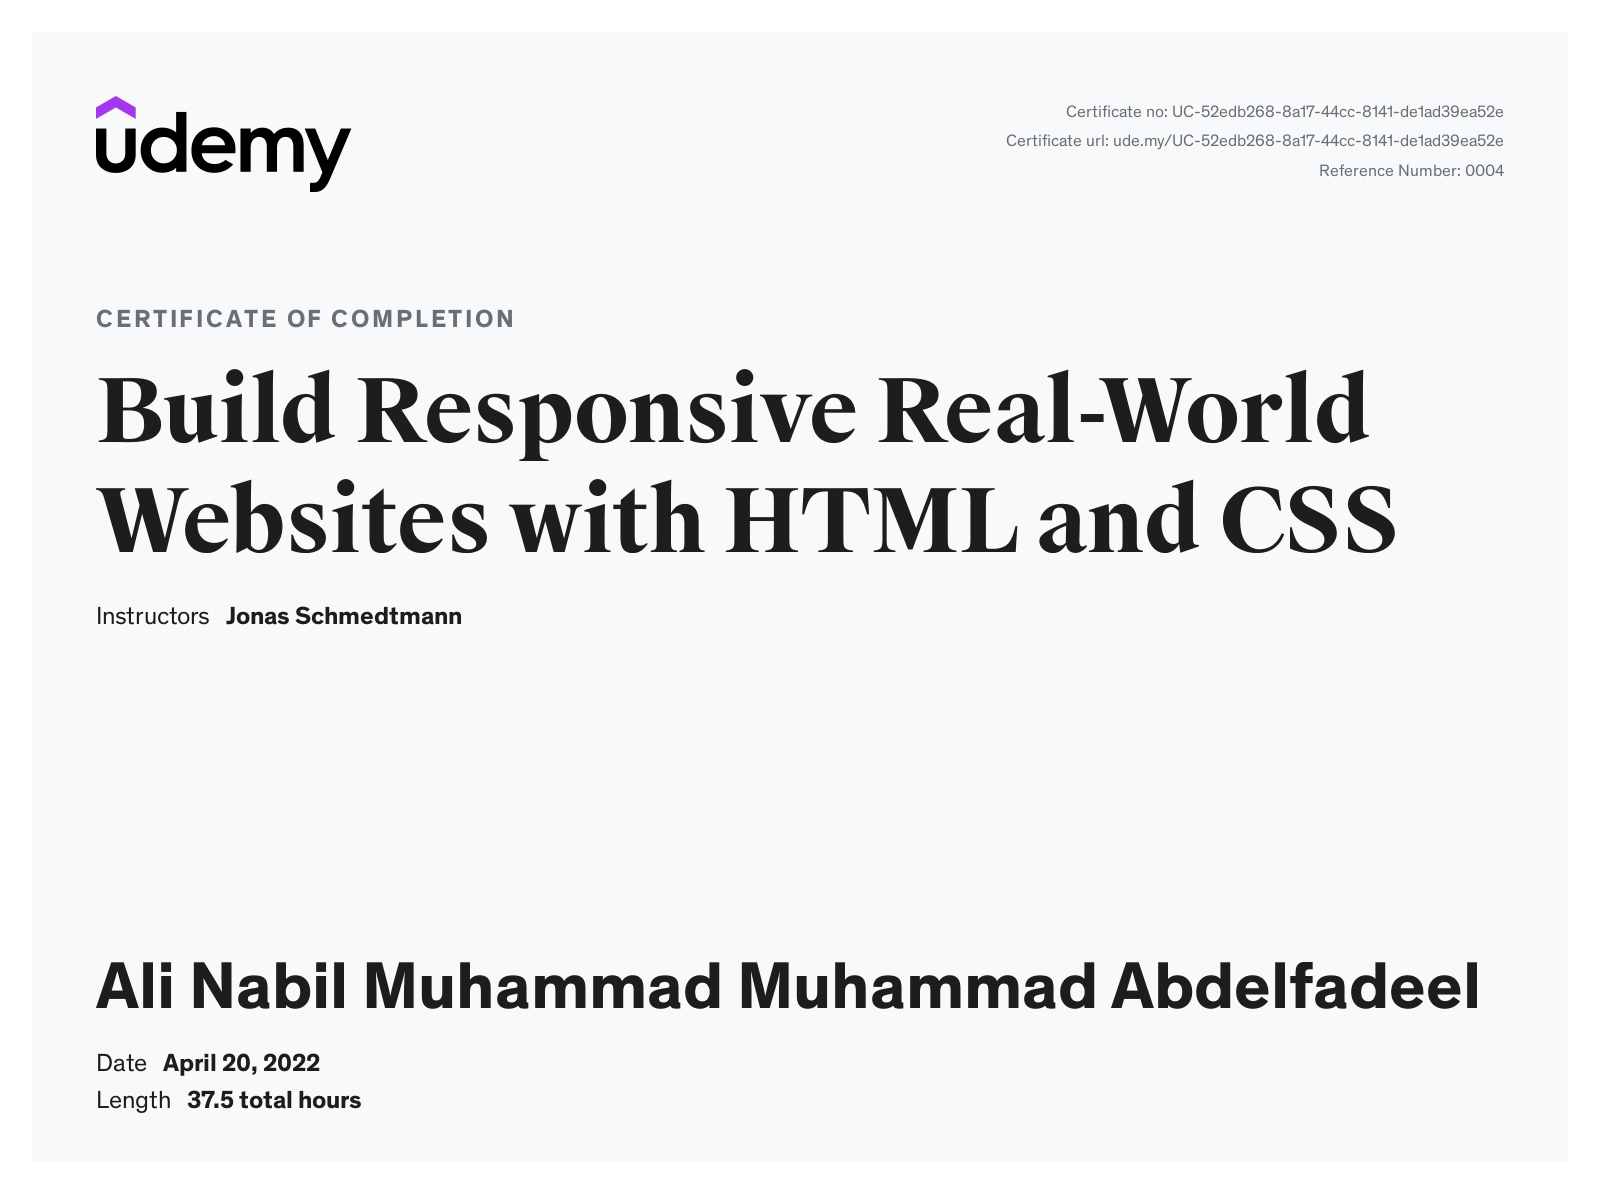 udemy
Certificate no: UC-52edb268-8a17-44cc-8141-de1ad39ea52e
Certificate url: ude.my/UC-52edb268-8a17-44cc-8141-de1ad39ea52e
Reference Number: 0004
CERTIFICATE OF COMPLETION
Build Responsive Real-World
Websites with HTML and CSS
Instructors Jonas Schmedtmann
Ali Nabil Muhammad Muhammad Abdelfadeel
Date April 20, 2022
Length 37.5 total hours